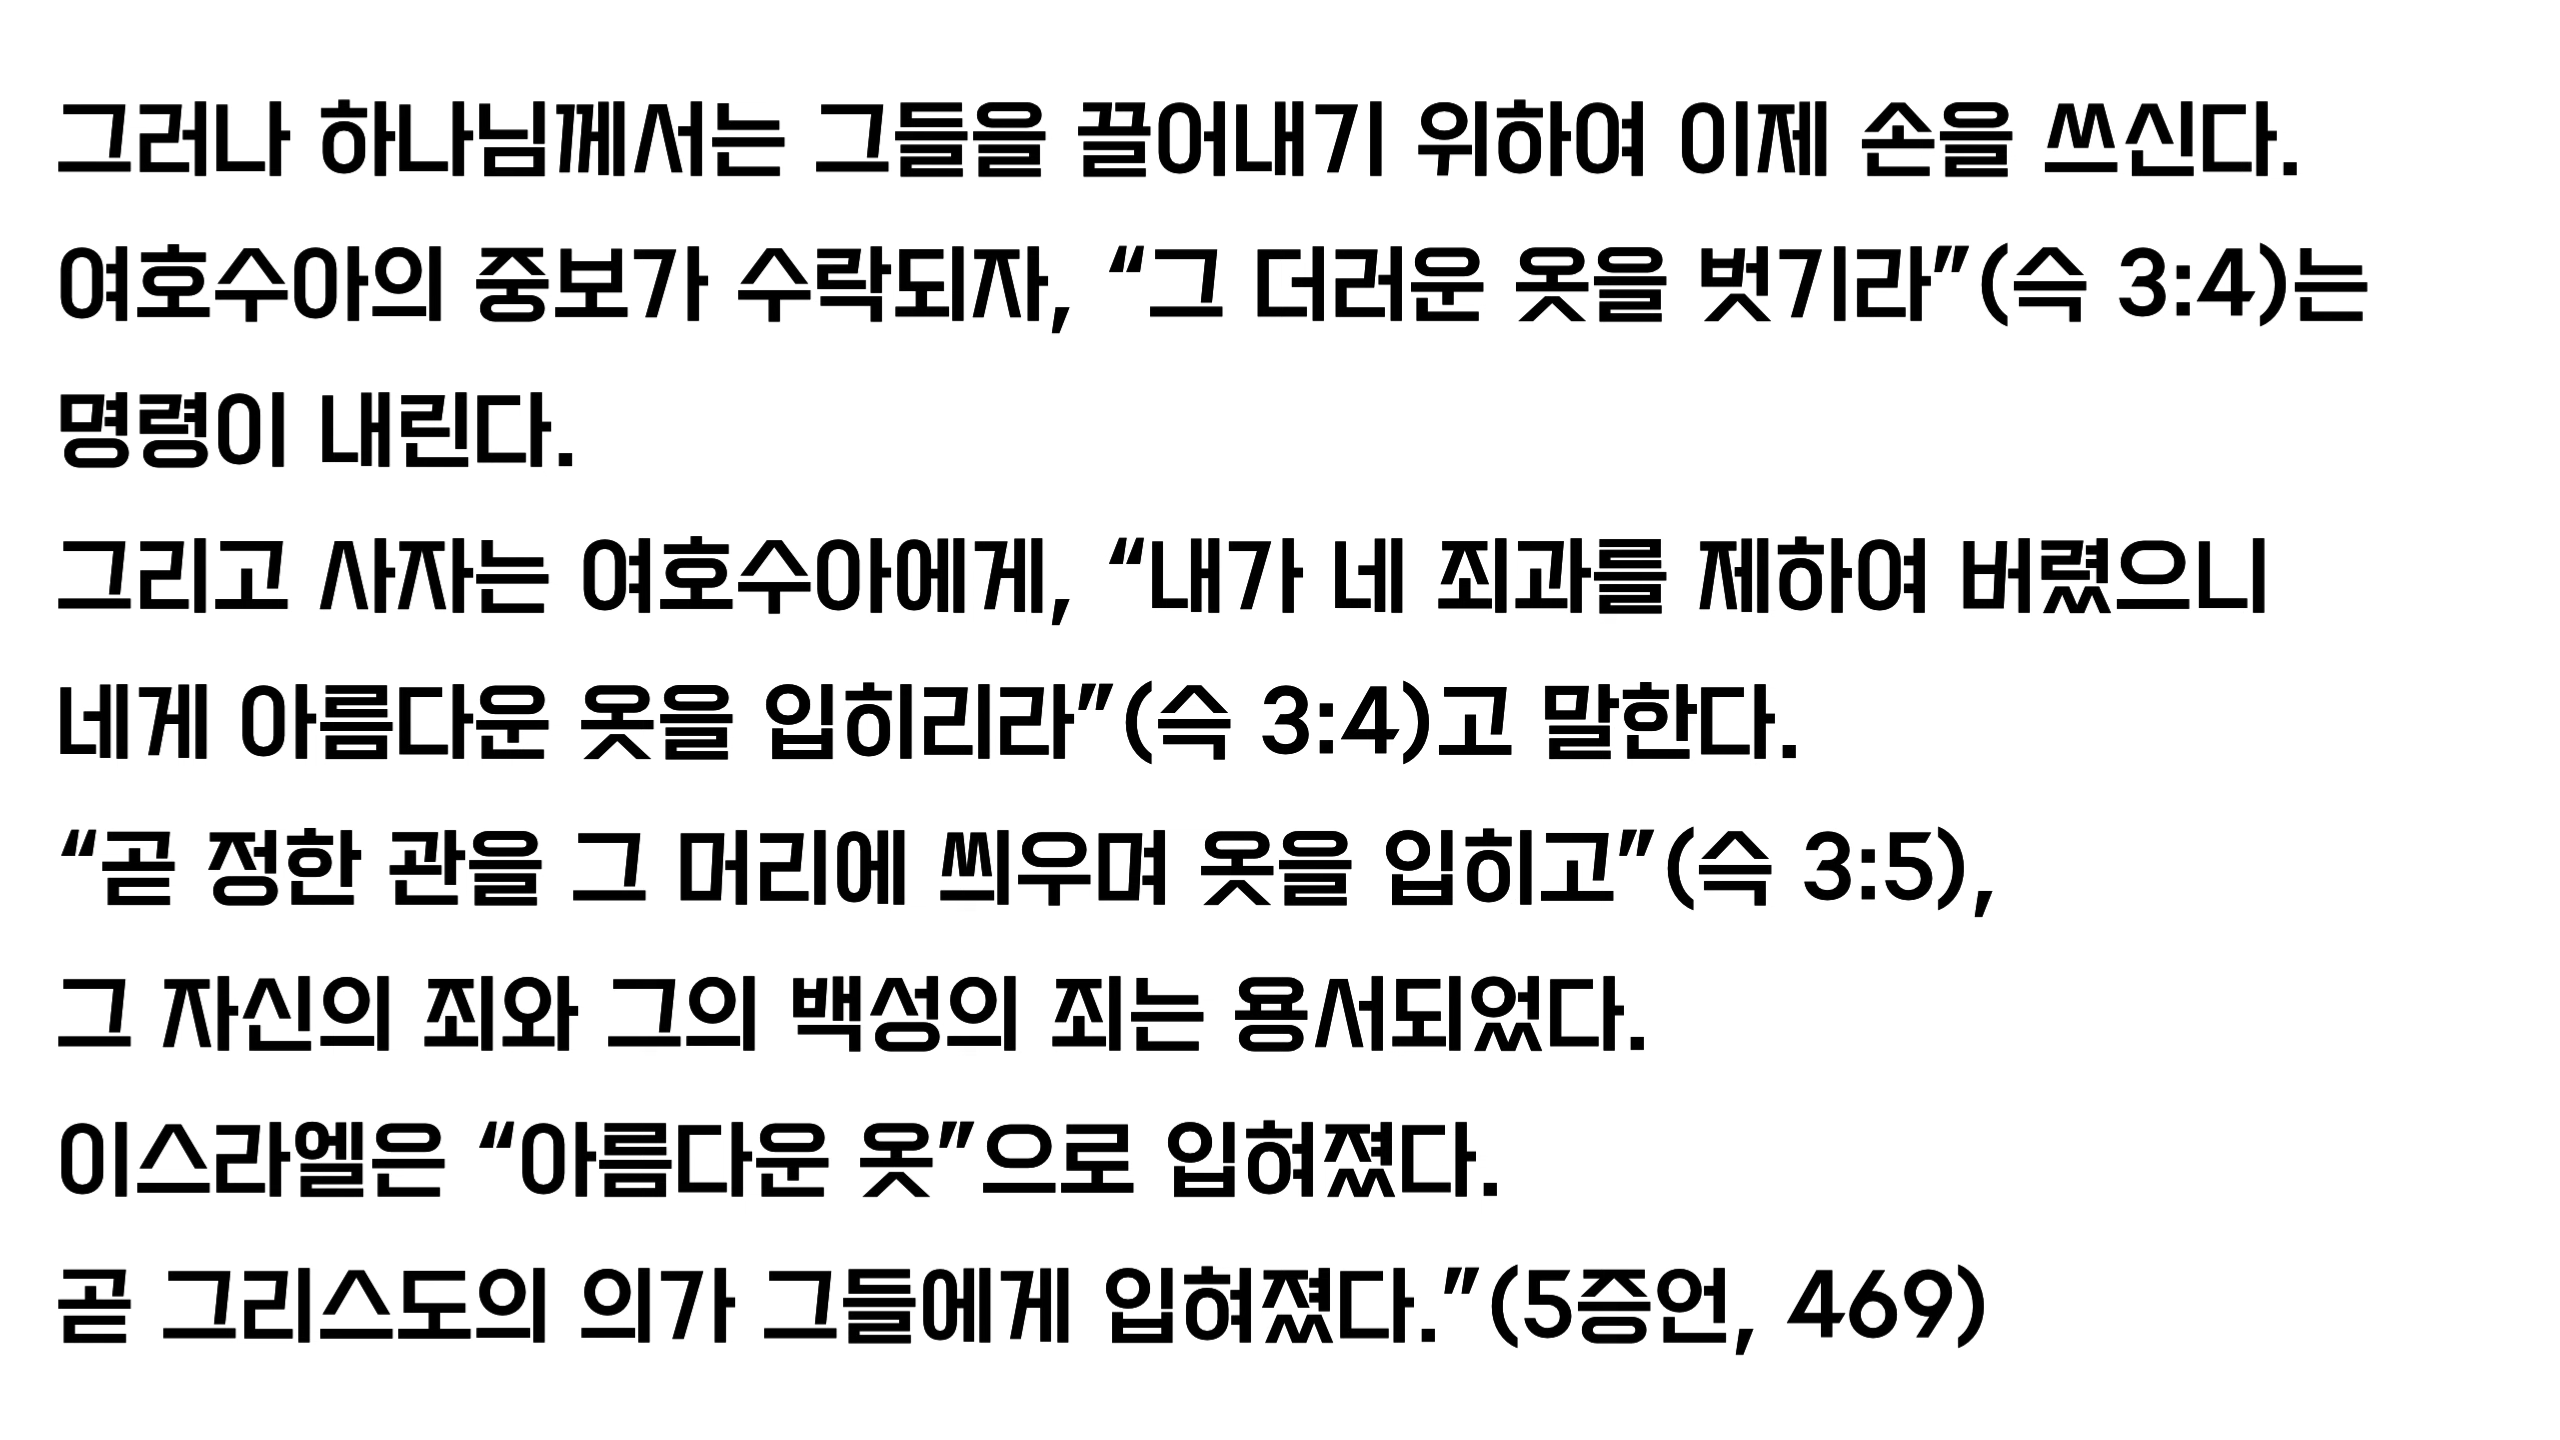 그러나 하나님께서는 그들을 끌어내기 위하여 이제 손을 쓰신다.
여호수아의 중보가 수락되자, “그 더러운 옷을 벗기라”(슥 3:4)는
명령이 내린다.
그리고 사자는 여호수아에게, “내가 네 죄과를 제하여 버렸으니
네게 아름다운 옷을 입히리라”(슥 3:4)고 말한다.
“곧 정한 관을 그 머리에 씌우며 옷을 입히고”(슥 3:5),
그 자신의 죄와 그의 백성의 죄는 용서되었다.
이스라엘은 “아름다운 옷”으로 입혀졌다.
곧 그리스도의 의가 그들에게 입혀졌다.”(5증언, 469)